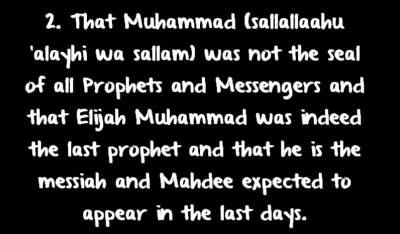 2. That Muhammad (sallallaahu
'alayhi wa sallam) was not the seal
of all Prophets and Messengers and
that Elijah Muhammad was indeed
the last prophet and that he is the
messiah and Mahdee expected to
appear in the last days.